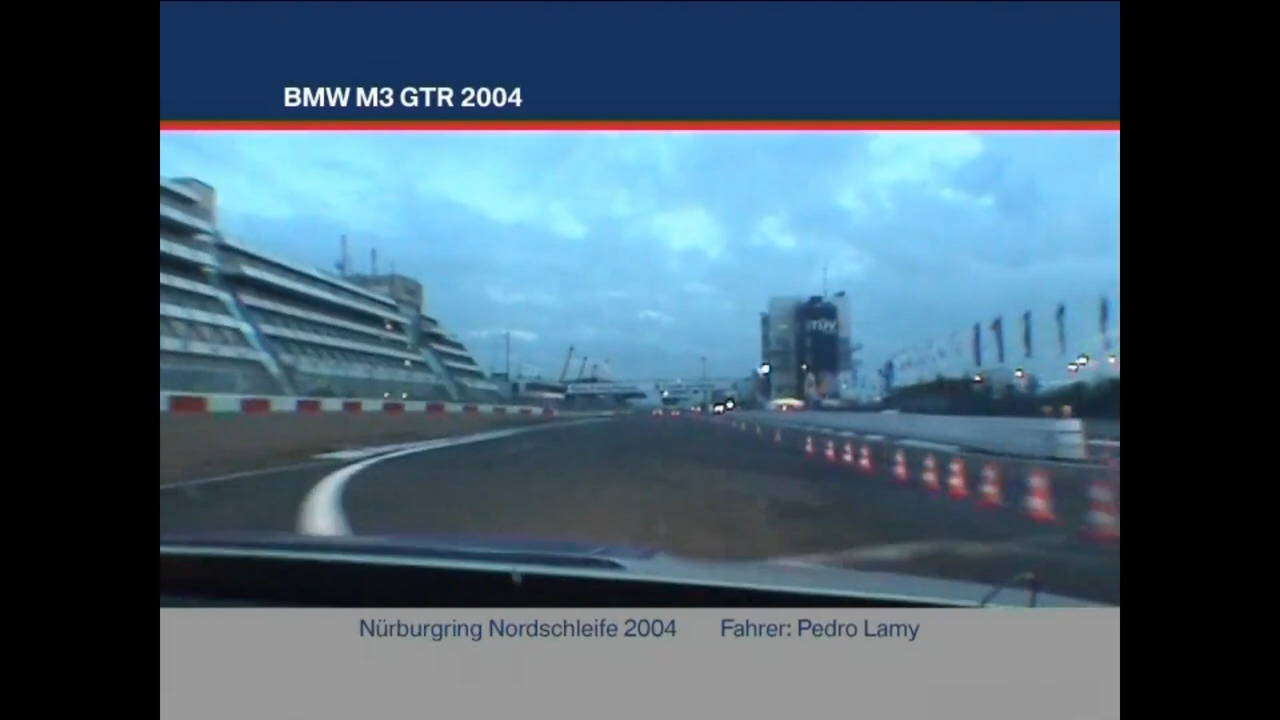 BMW M3 GTR 2004
TÜV
Nürburgring Nordschleife 2004 Fahrer: Pedro Lamy